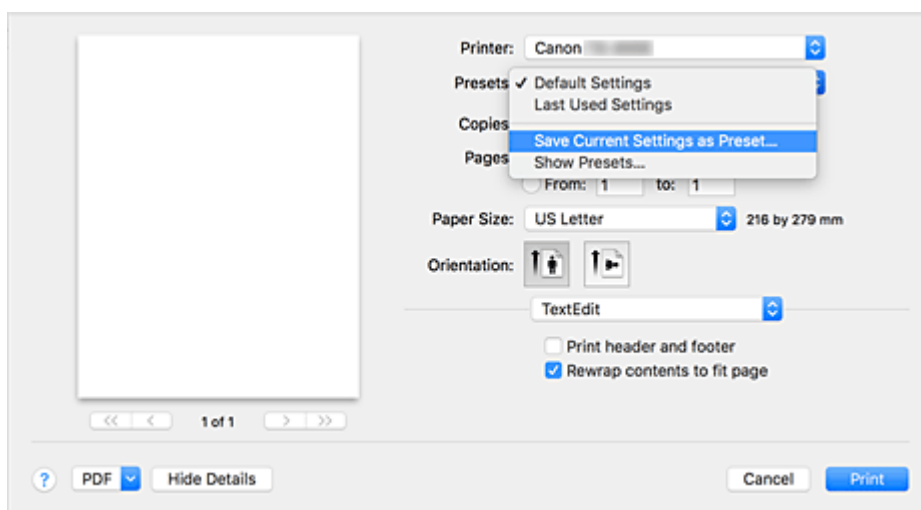 Printer: Canon
Presets ✓ Default Settings
Last Used Settings
Copies
Save Current Settings as Preset...
Pages
Show Presets...
From: 1 to: 1
Paper Size: US Letter 216 by 279 mm
Orientation:
TextEdit
Print header and footer
Rewrap contents to fit page
<< < 1 of 1 > >>
? PDF Hide Details Cancel Print